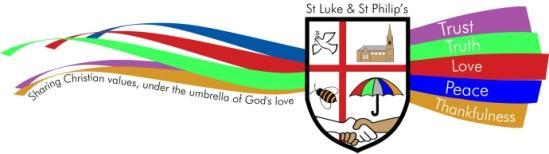 St Luke & St Philip's
Trust
Truth
Love
Peace
Thankfulness
Sharing Christian values, under the umbrella of God's love